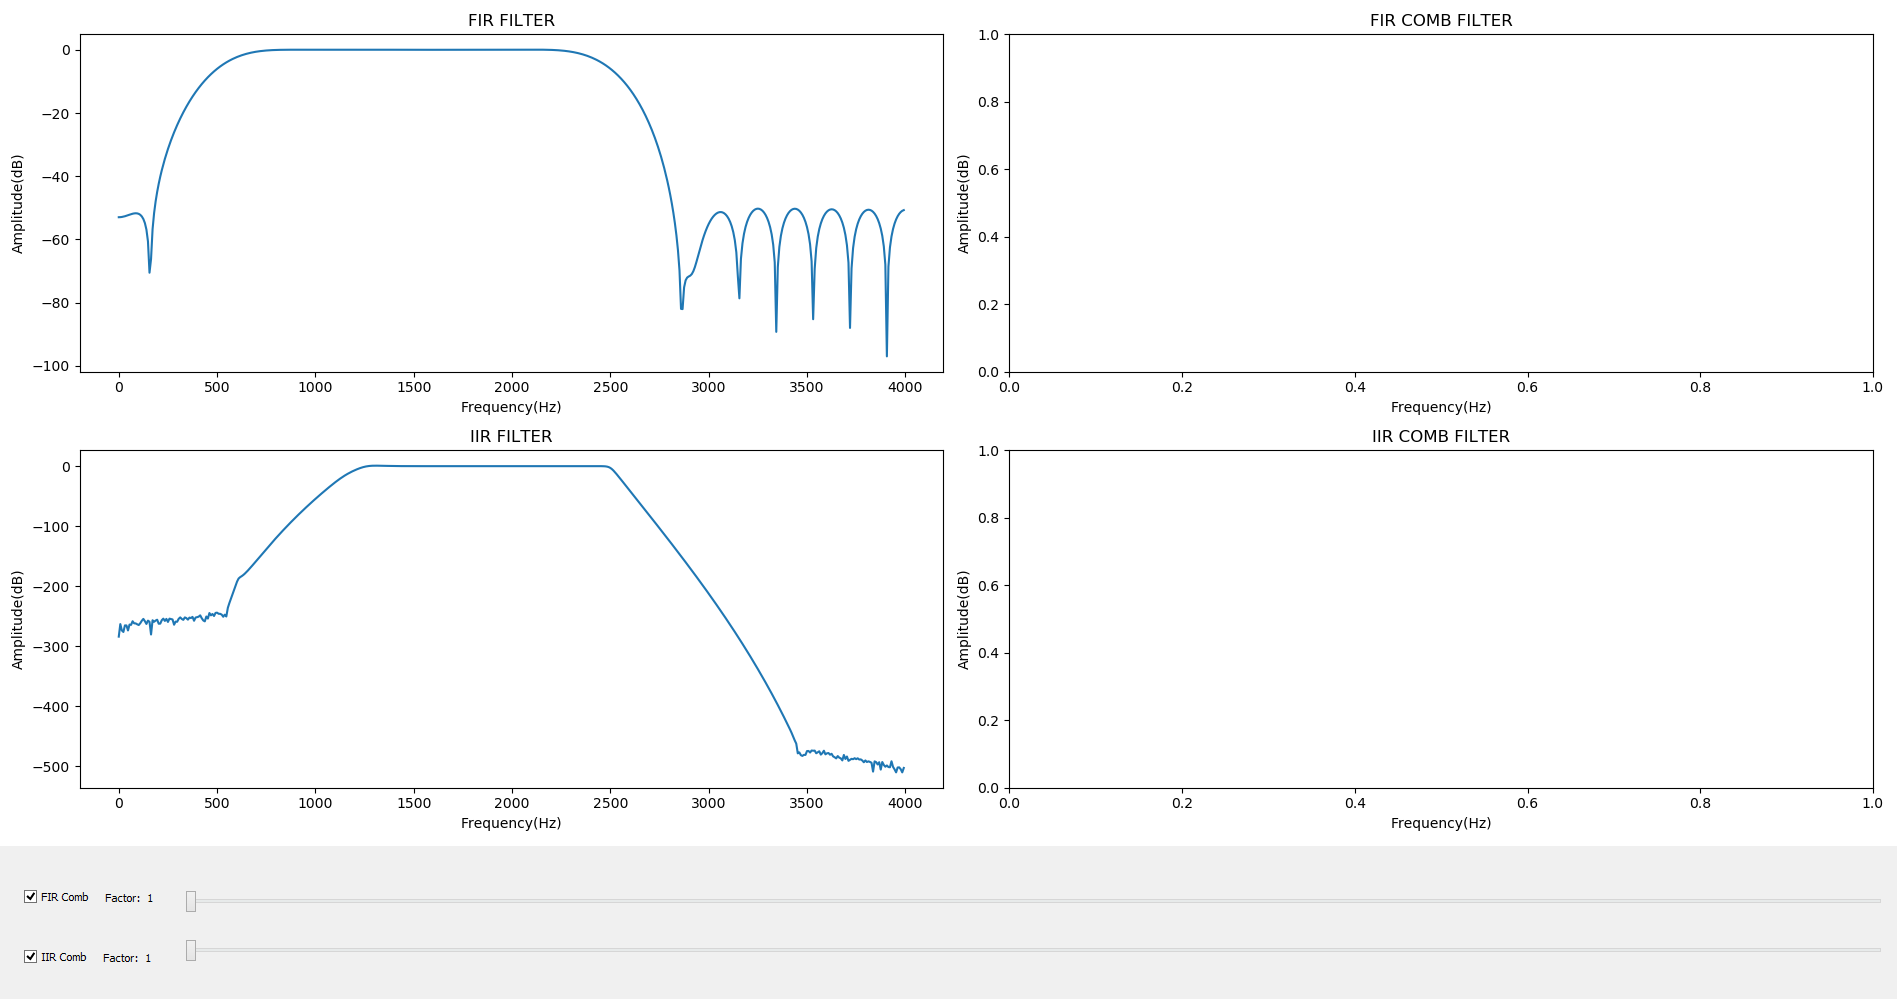 FIR FILTER
0
−20
−40
−60
−80
−100
Amplitude(dB)
0 500 1000 1500 2000 2500 3000 3500 4000
Frequency(Hz)
FIR COMB FILTER
1.0
0.8
0.6
0.4
0.2
0.0
Amplitude(dB)
0.0 0.2 0.4 0.6 0.8 1.0
Frequency(Hz)
IIR FILTER
0
−100
−200
−300
−400
−500
Amplitude(dB)
0 500 1000 1500 2000 2500 3000 3500 4000
Frequency(Hz)
IIR COMB FILTER
1.0
0.8
0.6
0.4
0.2
0.0
Amplitude(dB)
0.0 0.2 0.4 0.6 0.8 1.0
Frequency(Hz)
FIR Comb Factor: 1
IIR Comb Factor: 1